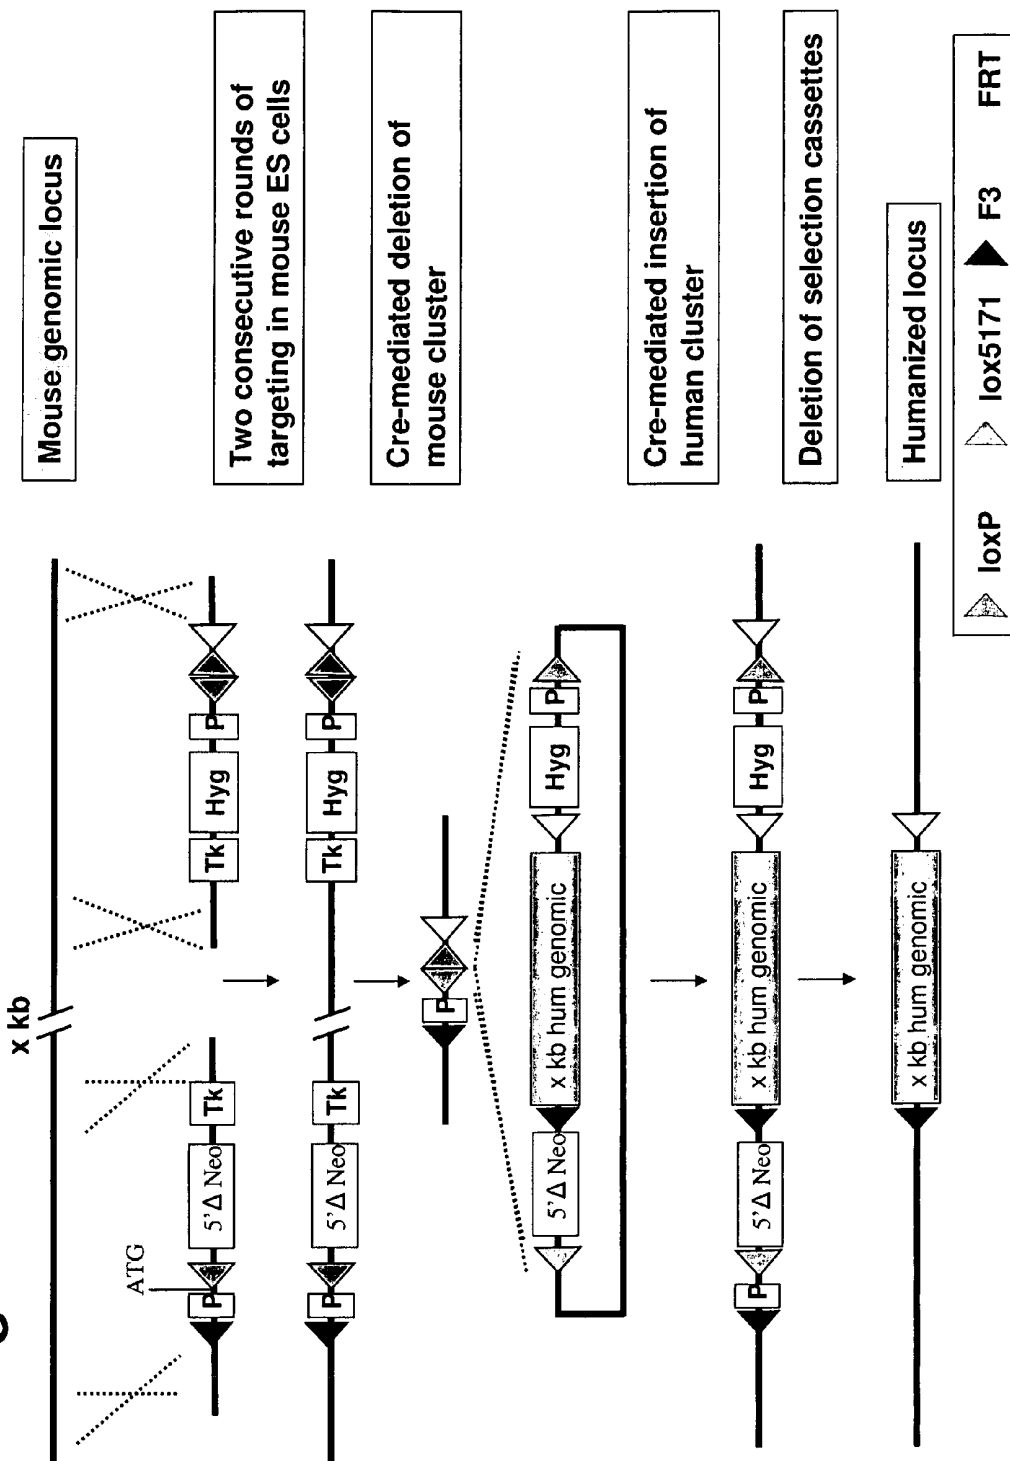 x kb
Mouse genomic locus
ATG
P
5'Δ Neo
Tk
Tk
Hyg
P
Two consecutive rounds of
targeting in mouse ES cells
P
5'Δ Neo
Tk
Tk
Hyg
P
Cre-mediated deletion of
mouse cluster
P
5'Δ Neo
x kb hum genomic
Hyg
P
Cre-mediated insertion of
human cluster
P
5'Δ Neo
x kb hum genomic
Hyg
P
Deletion of selection cassettes
x kb hum genomic
Humanized locus
loxP
lox5171
F3
FRT